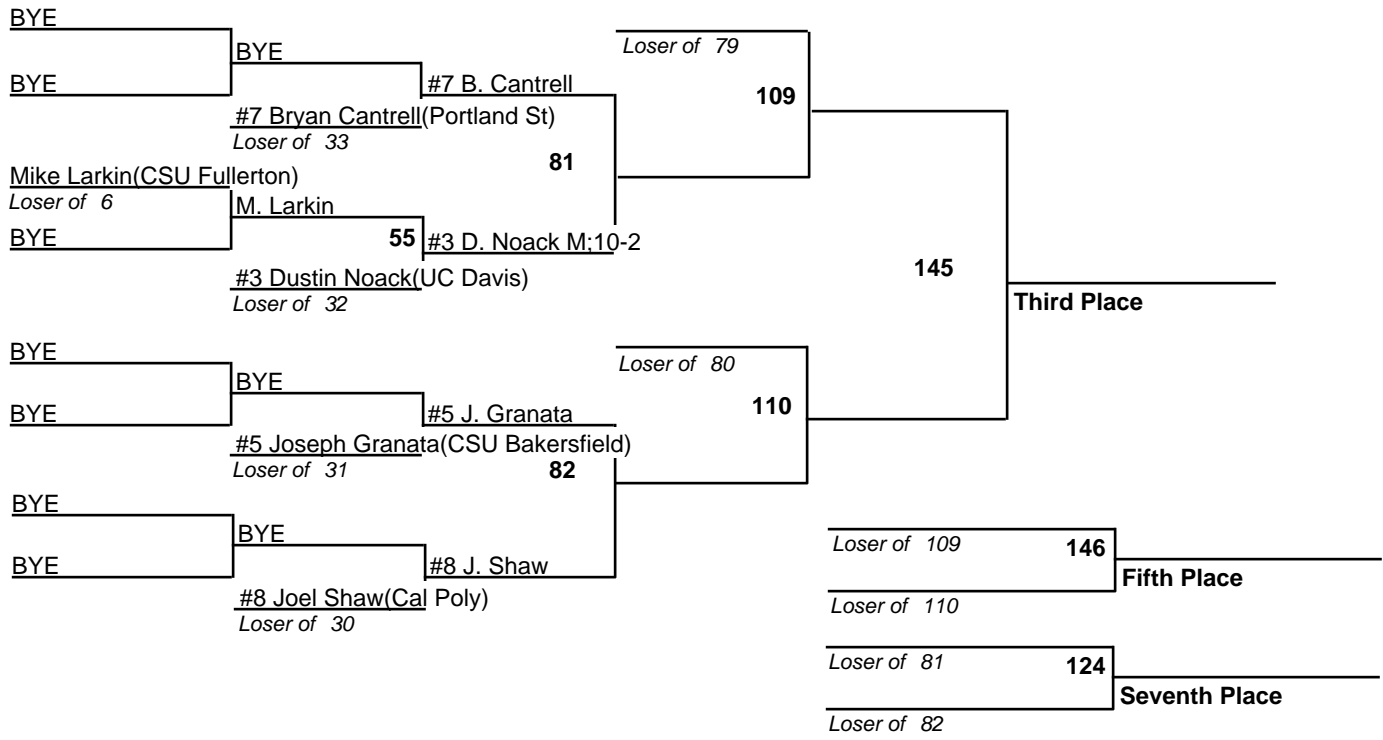 BYE
BYE
BYE
#7 B. Cantrell
#7 Bryan Cantrell(Portland St)
Loser of 33
Mike Larkin(CSU Fullerton)
Loser of 6
M. Larkin
BYE
55
#3 D. Noack M;10-2
#3 Dustin Noack(UC Davis)
Loser of 32
81
Loser of 79
109
BYE
BYE
BYE
#5 J. Granata
#5 Joseph Granata(CSU Bakersfield)
Loser of 31
82
BYE
BYE
BYE
#8 J. Shaw
#8 Joel Shaw(Cal Poly)
Loser of 30
Loser of 80
110
145
Third Place
Loser of 109
146
Fifth Place
Loser of 110
Loser of 81
124
Seventh Place
Loser of 82